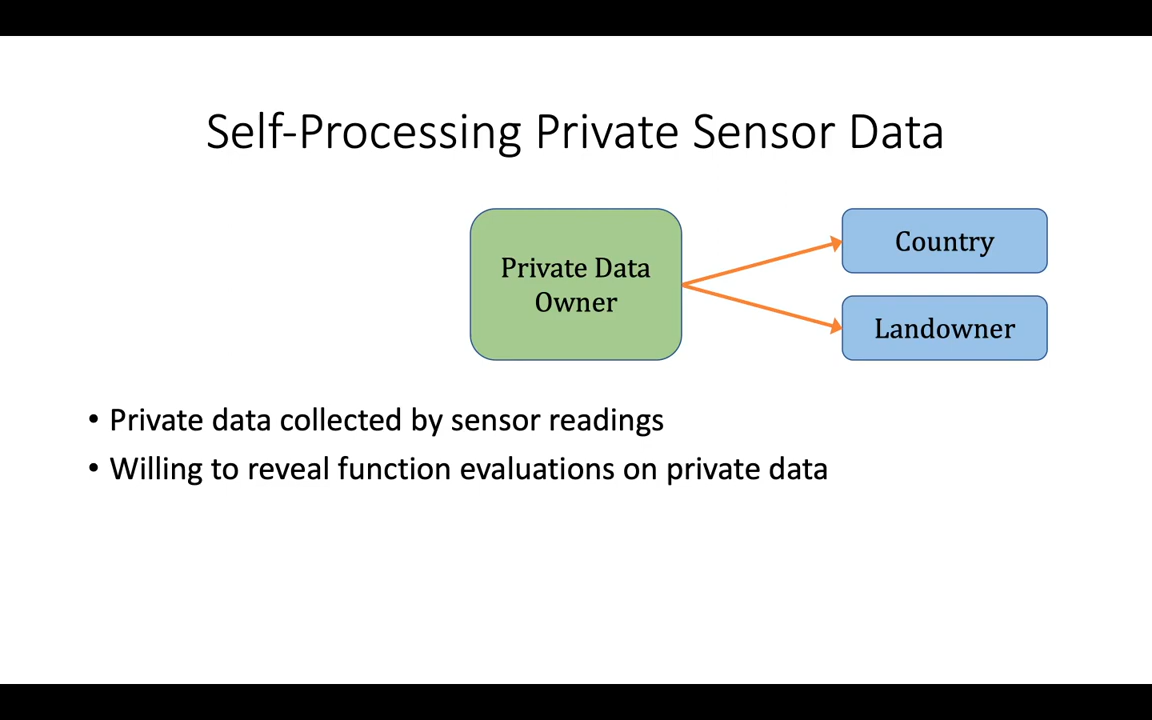 Self-Processing Private Sensor Data
Private Data
Owner
Country
Landowner
• Private data collected by sensor readings
• Willing to reveal function evaluations on private data